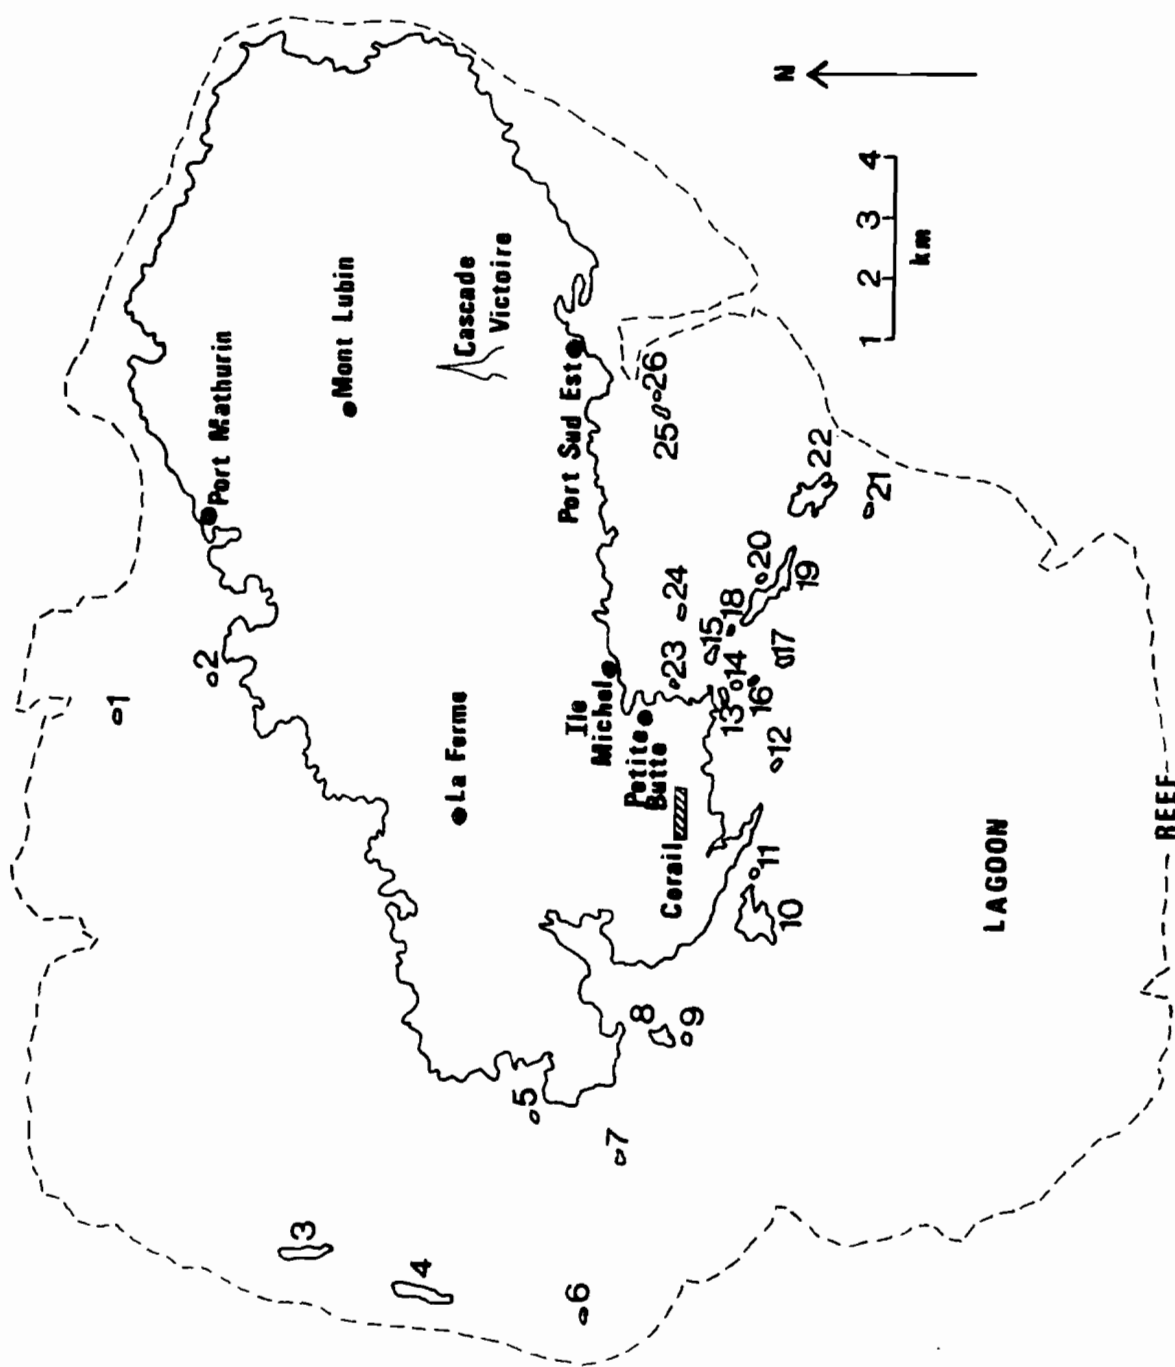 N
1
2
Port Mathurin
Mont Lubin
Cascade
Victoire
3
4
La Ferme
5
6
7
8
9
Ile
Michel
Petite
Butte
Corail
Port Sud Est
10
11
12
13
14
15
16
17
18
19
20
21
22
23
24
25
26
1 2 3 4
km
LAGOON
REEF